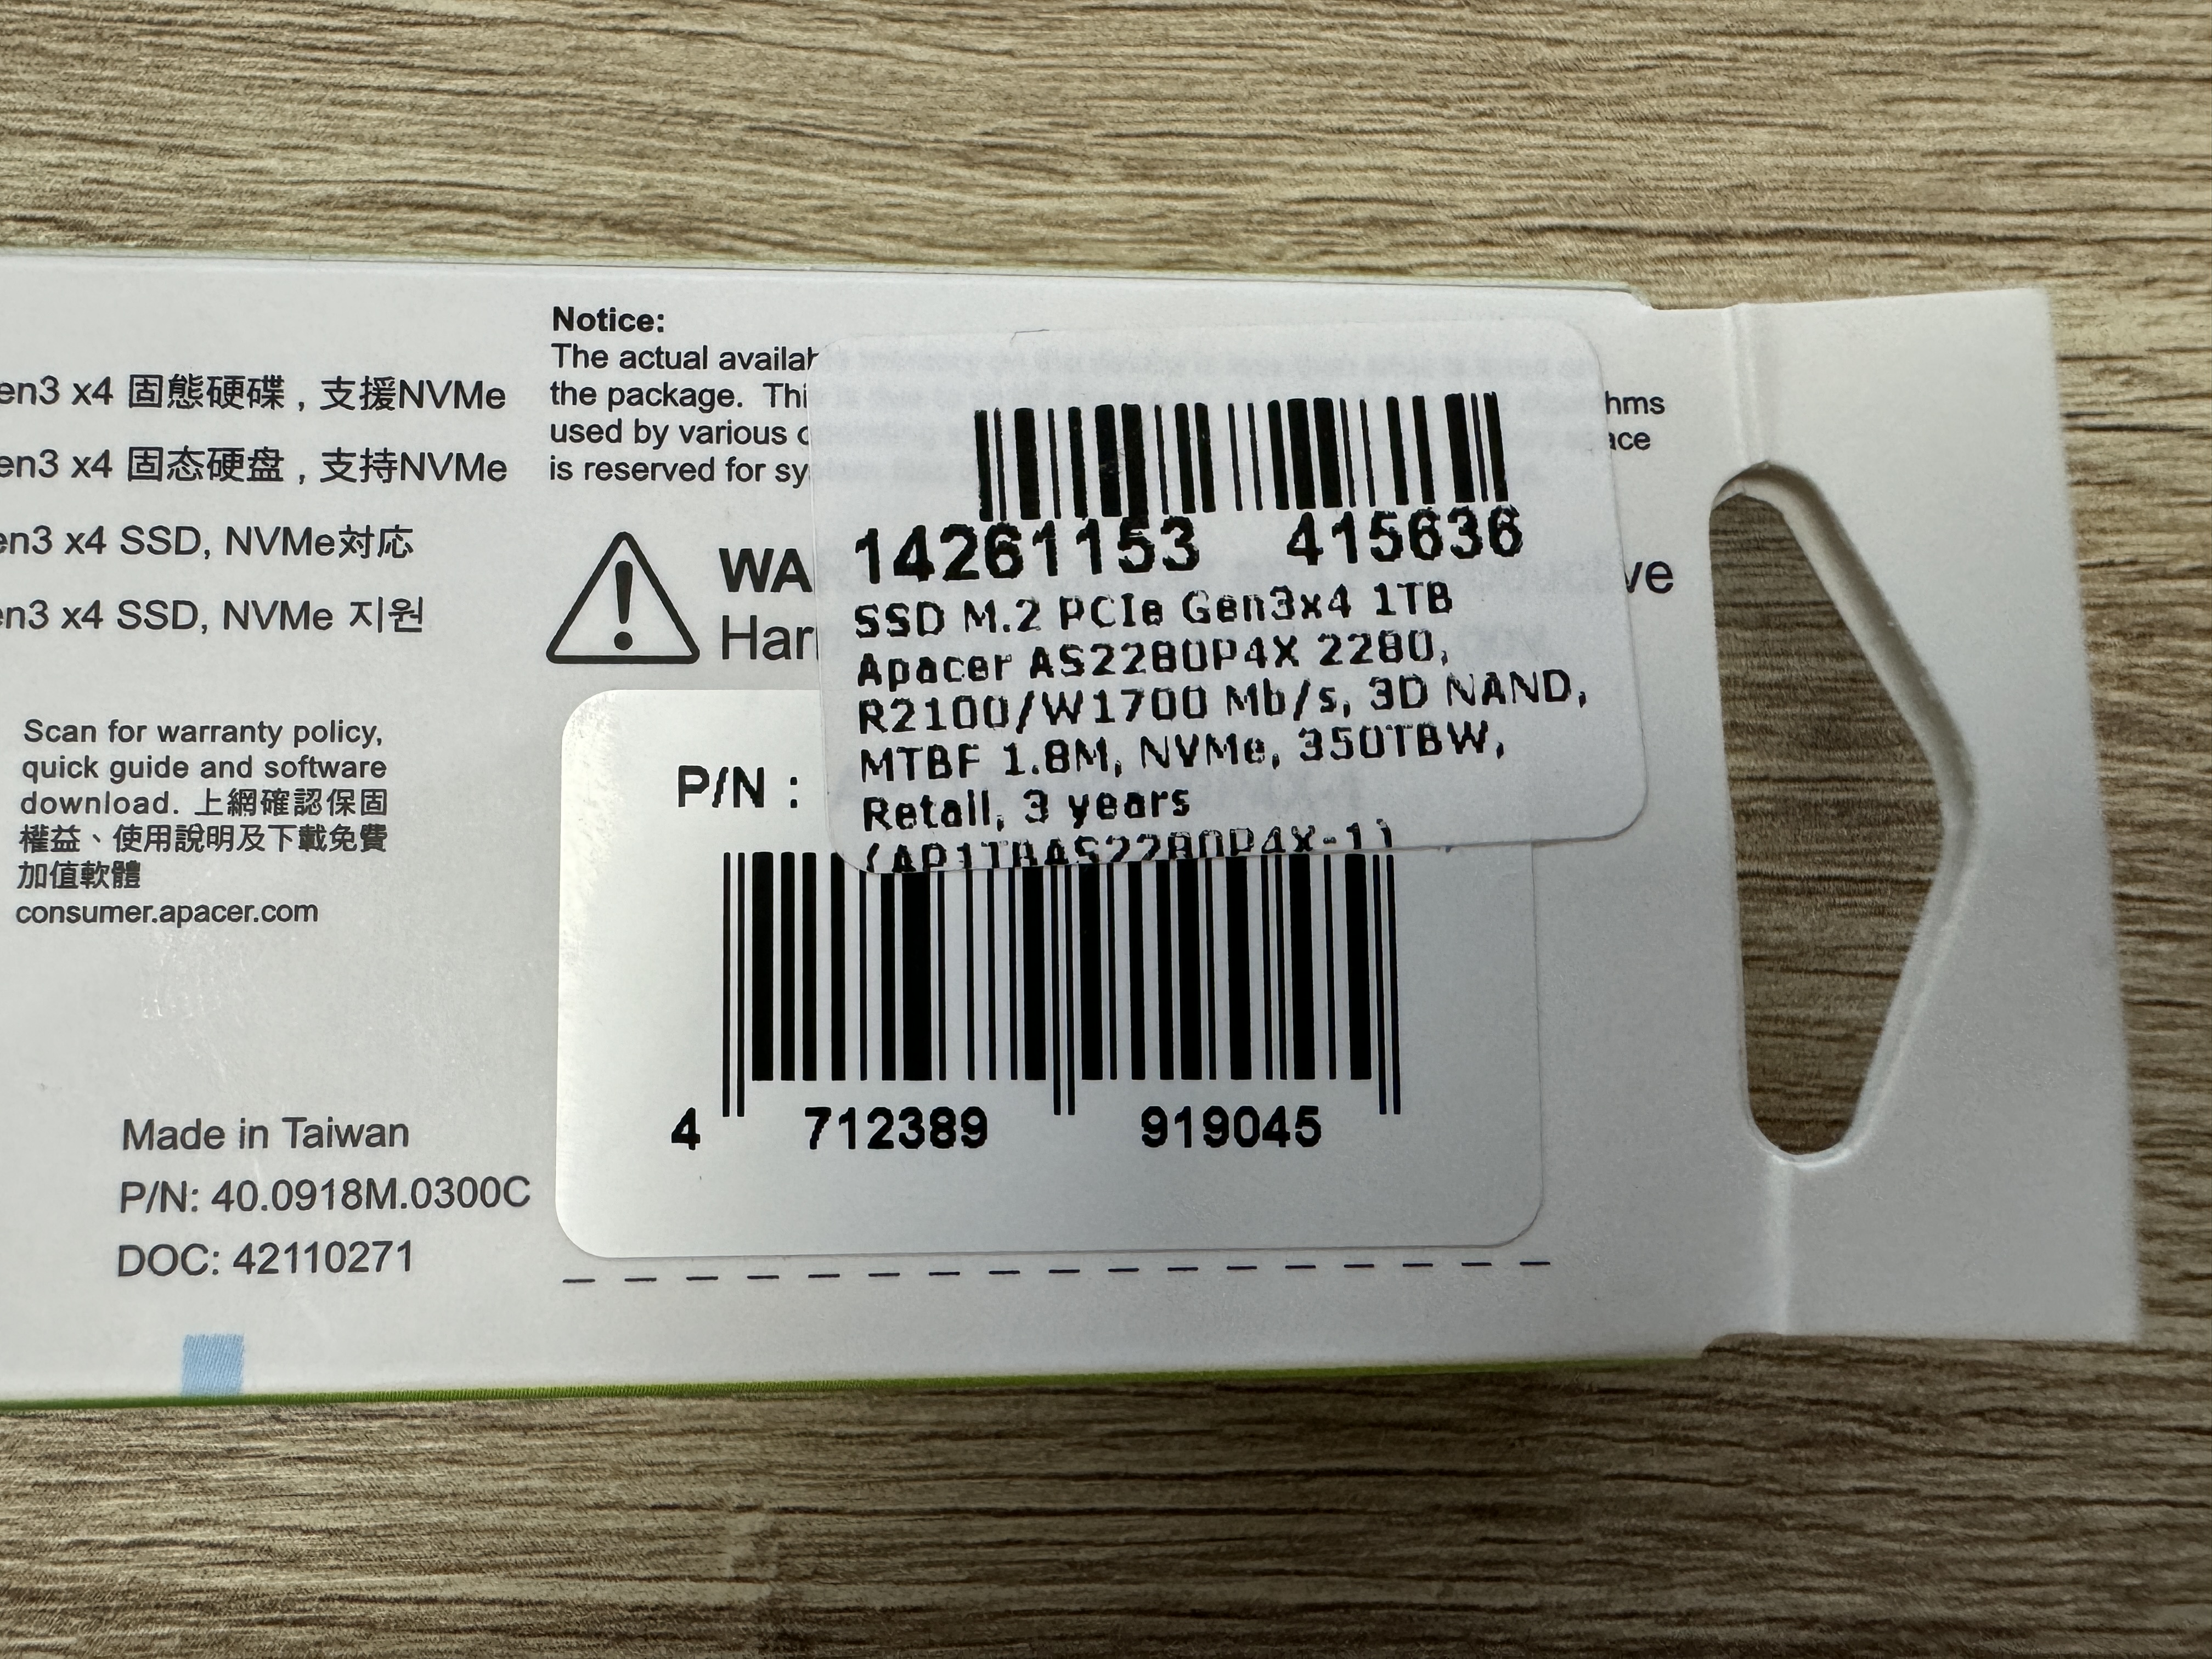 en3 x4 固態硬碟 , 支援NVMe
en3 x4 固态硬盘 , 支持NVMe
en3 x4 SSD, NVMe対応
en3 x4 SSD, NVMe 지원
Scan for warranty policy,
quick guide and software
download. 上網確認保固
權益、使用說明及下載免費
加值軟體
consumer.apacer.com
Made in Taiwan
P/N: 40.0918M.0300C
DOC: 42110271
Notice:
The actual availab
the package. Thi
used by various c
is reserved for sy
hms
ace
WA
Har
ve
14261153 415636
SSD M.2 PCIe Gen3x4 1TB
Apacer AS2280P4X 2280,
R2100/W1700 Mb/s, 3D NAND,
MTBF 1.8M, NVMe, 350TBW,
Retail, 3 years
(AP1TBAS2280P4X-1)
P/N :
4 712389 919045